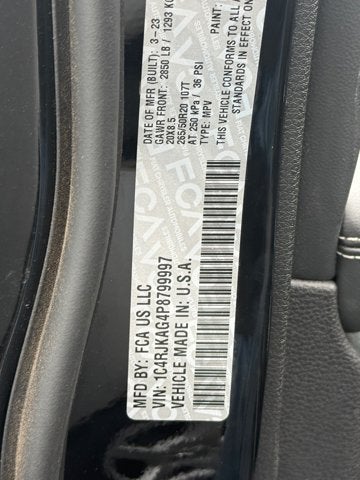 MFD BY: FCA US LLC
DATE OF MFR (BUILT): 3-23
GAWR FRONT: 2850 LB / 1293 KG
20X8.5
265/50R20 107T
AT 250 kPa / 36 PSI
TYPE: MPV
THIS VEHICLE CONFORMS TO ALL
STANDARDS IN EFFECT ON
VIN: 1C4RJKAG4P8799997
VEHICLE MADE IN: U.S.A.
PAINT: